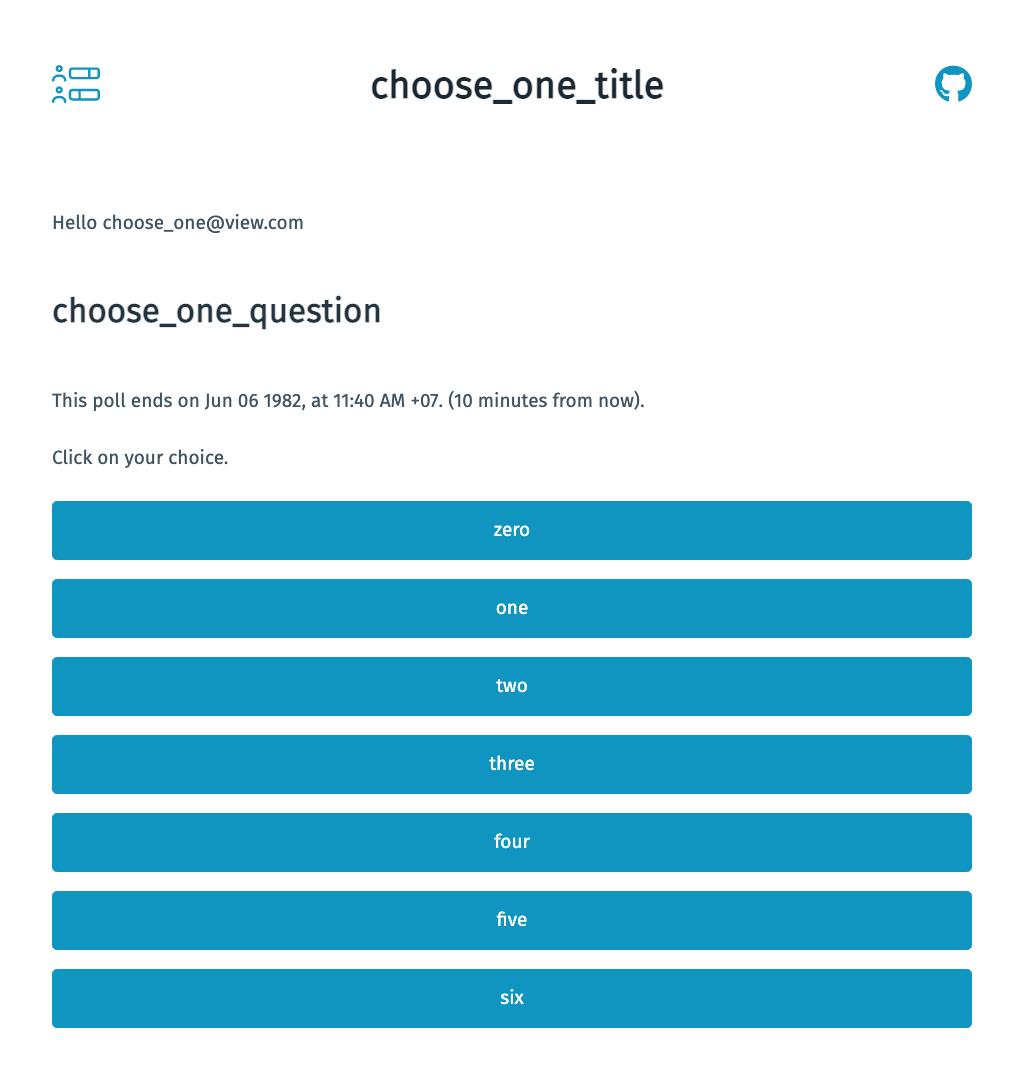 choose_one_title
Hello choose_one@view.com
choose_one_question
This poll ends on Jun 06 1982, at 11:40 AM +07. (10 minutes from now).
Click on your choice.
zero
one
two
three
four
five
six